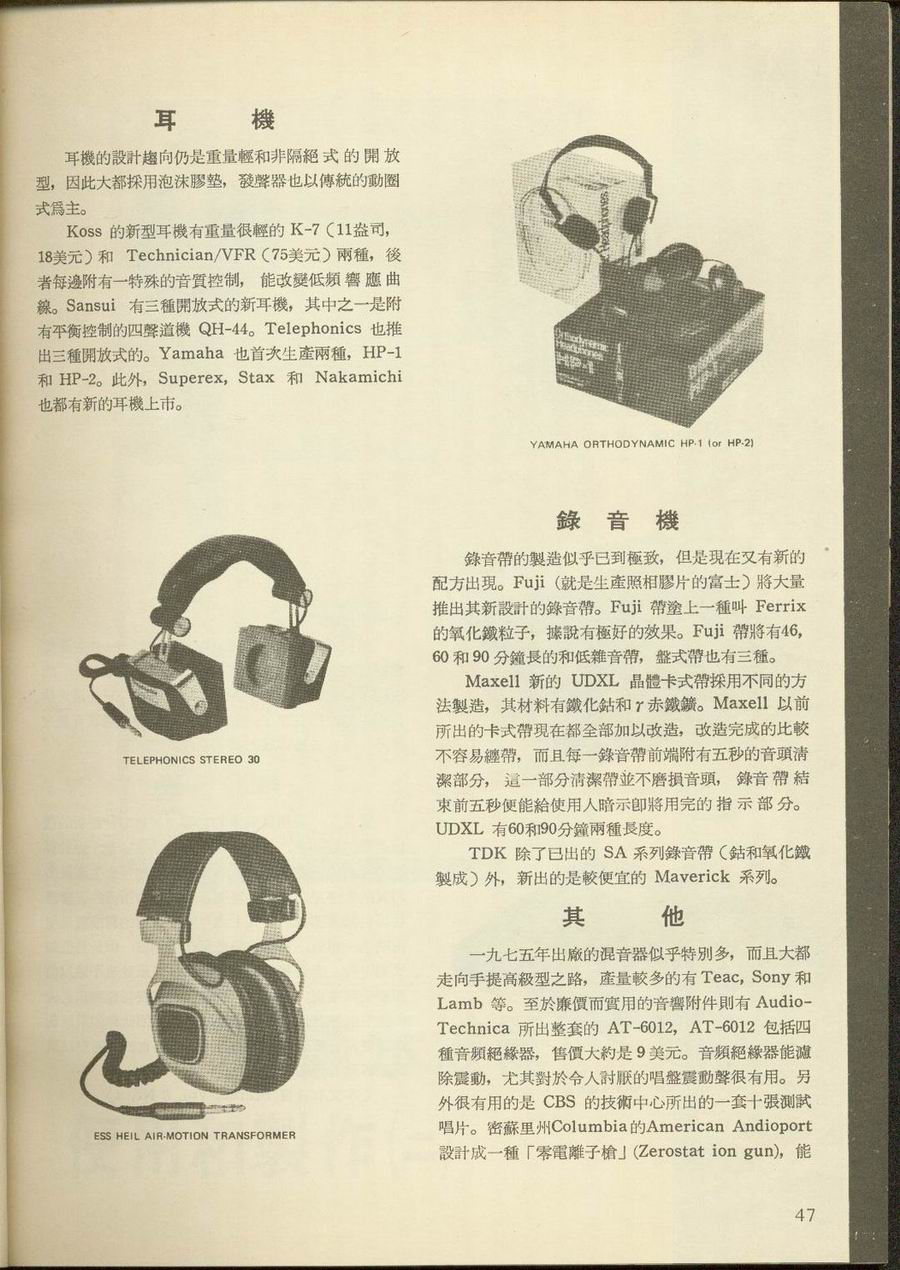 耳機
耳機的設計趨向仍是重量輕和非隔絕式的開放
型，因此大都採用泡沫膠墊，發聲器也以傳統的動圈
式爲主。
Koss 的新型耳機有重量很輕的 K-7（11盎司，
18美元）和 Technician/VFR（75美元）兩種，後
者每邊附有一特殊的音質控制，能改變低頻響應曲
線。Sansui 有三種開放式的新耳機，其中之一是附
有平衡控制的四聲道機 QH-44。Telephonics 也推
出三種開放式的。Yamaha 也首次生產兩種，HP-1
和 HP-2。此外，Superex, Stax 和 Nakamichi
也都有新的耳機上市。
Orthodynamic
Headphones
HP-1
YAMAHA ORTHODYNAMIC HP-1 (or HP-2)
TELEPHONICS STEREO 30
ESS HEIL AIR-MOTION TRANSFORMER
錄音機
錄音帶的製造似乎已到極致，但是現在又有新的
配方出現。Fuji（就是生產照相膠片的富士）將大量
推出其新設計的錄音帶。Fuji 帶塗上一種叫 Ferrix
的氧化鐵粒子，據說有極好的效果。Fuji 帶將有46，
60 和 90 分鐘長的和低雜音帶，盤式帶也有三種。
Maxell 新的 UDXL 晶體卡式帶採用不同的方
法製造，其材料有鐵化鈷和 r 赤鐵鑛。Maxell 以前
所出的卡式帶現在都全部加以改造，改造完成的比較
不容易纏帶，而且每一錄音帶前端附有五秒的音頭清
潔部分，這一部分清潔帶並不磨損音頭，錄音帶結
束前五秒便能給使用人暗示卽將用完的指示部分。
UDXL 有60和90分鐘兩種長度。
TDK 除了已出的 SA 系列錄音帶（鈷和氧化鐵
製成）外，新出的是較便宜的 Maverick 系列。
其他
一九七五年出廠的混音器似乎特別多，而且大都
走向手提高級型之路，產量較多的有 Teac, Sony 和
Lamb 等。至於廉價而實用的音響附件則有 Audio-
Technica 所出整套的 AT-6012，AT-6012 包括四
種音頻絕緣器，售價大約是 9 美元。音頻絕緣器能濾
除震動，尤其對於令人討厭的唱盤震動聲很有用。另
外很有用的是 CBS 的技術中心所出的一套十張測試
唱片。密蘇里州Columbia的American Andioport
設計成一種「零電離子槍」(Zerostat ion gun)，能
47